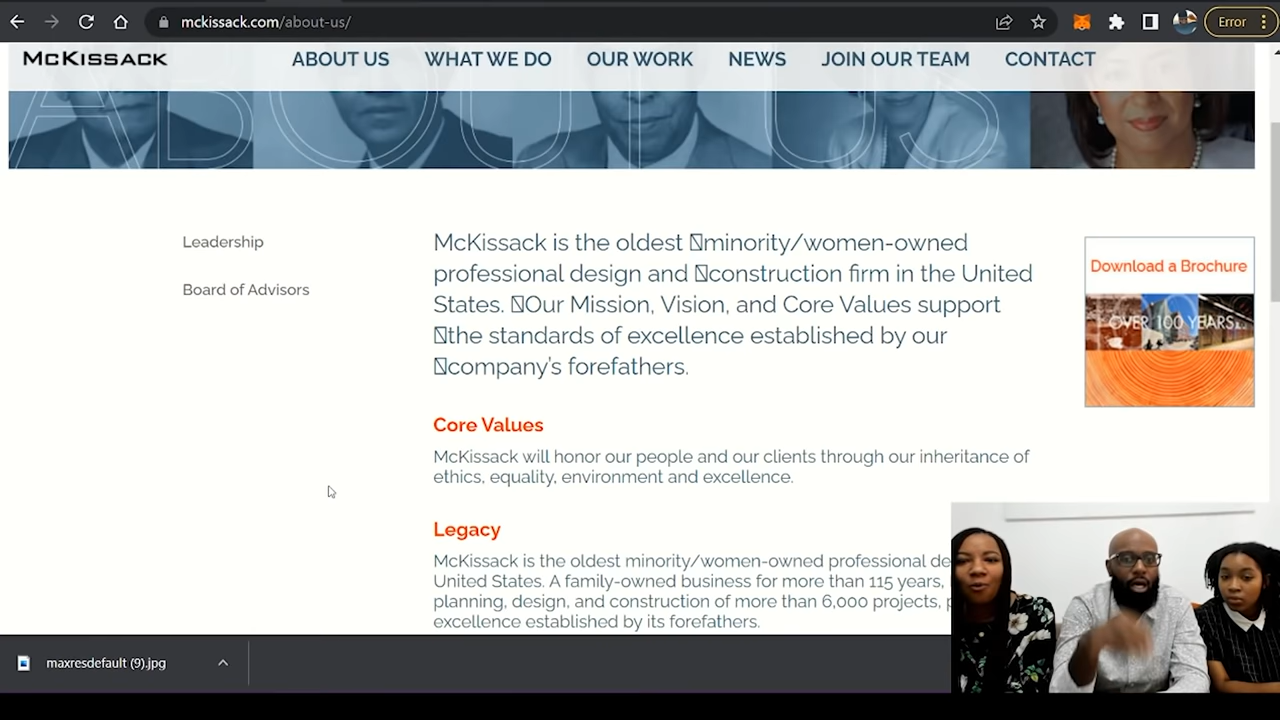 mckissack.com/about-us/
Error
McKissack
ABOUT US
WHAT WE DO
OUR WORK
NEWS
JOIN OUR TEAM
CONTACT
ABOUT US
Leadership
Board of Advisors
McKissack is the oldest minority/women-owned
professional design and construction firm in the United
States. Our Mission, Vision, and Core Values support
the standards of excellence established by our
company's forefathers.
Download a Brochure
OVER 100 YEARS...
Core Values
McKissack will honor our people and our clients through our inheritance of
ethics, equality, environment and excellence.
Legacy
McKissack is the oldest minority/women-owned professional de
United States. A family-owned business for more than 115 years,
planning, design, and construction of more than 6,000 projects, p
excellence established by its forefathers.
maxresdefault (9).jpg